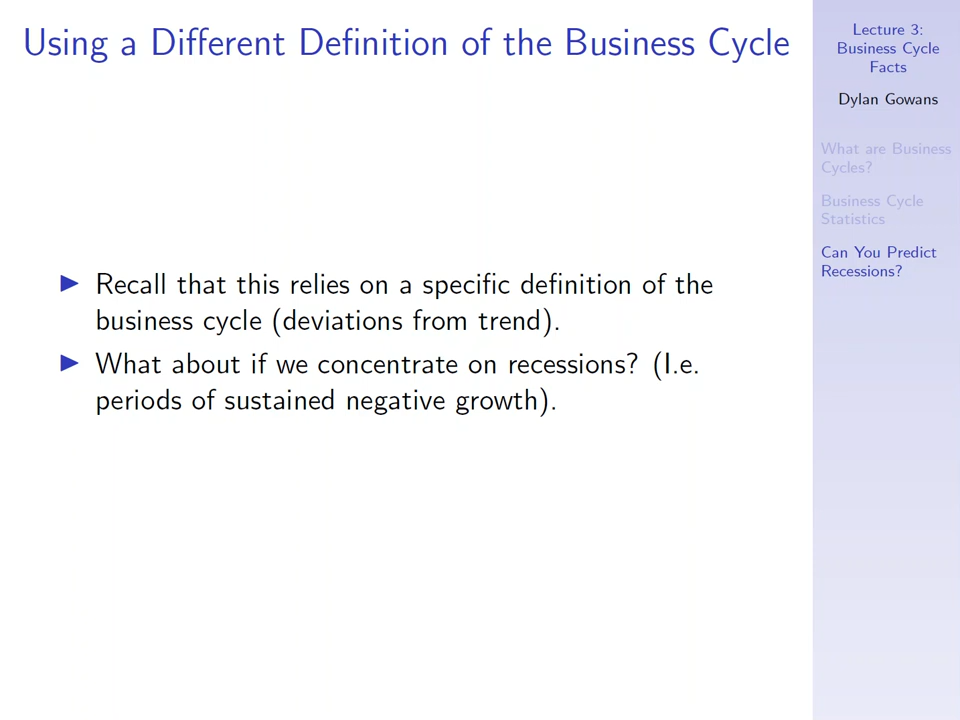 Using a Different Definition of the Business Cycle
Recall that this relies on a specific definition of the
business cycle (deviations from trend).
What about if we concentrate on recessions? (I.e.
periods of sustained negative growth).
Lecture 3:
Business Cycle
Facts
Dylan Gowans
What are Business
Cycles?
Business Cycle
Statistics
Can You Predict
Recessions?